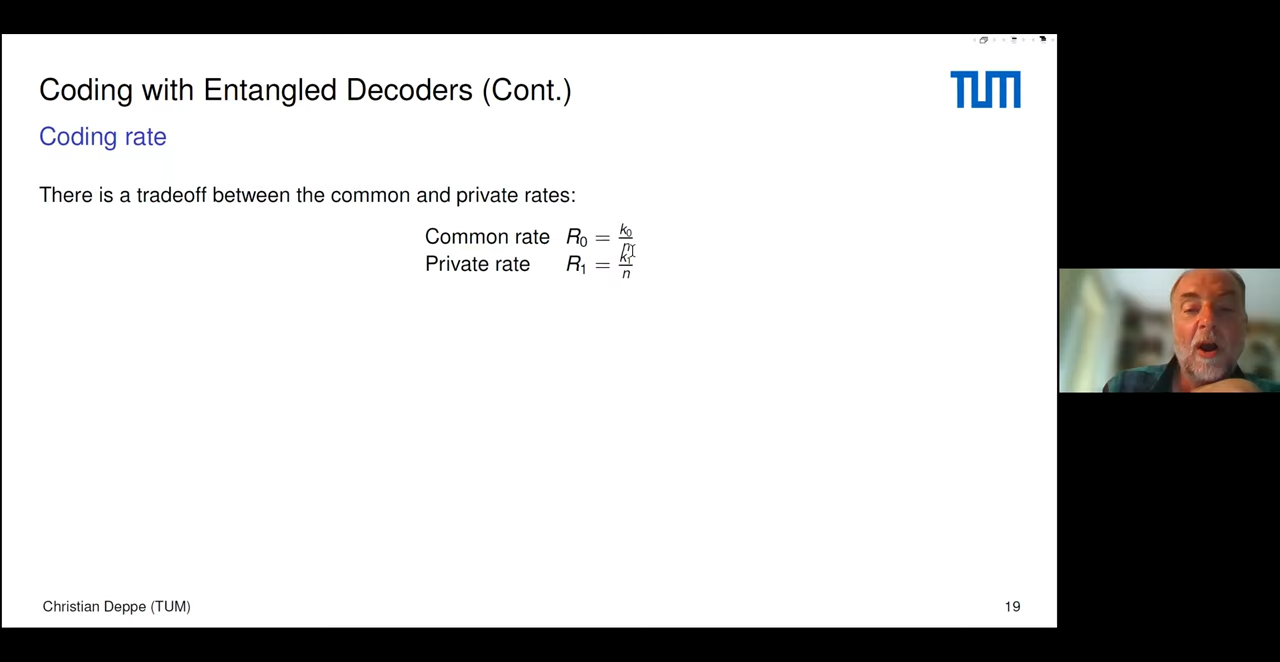 Coding with Entangled Decoders (Cont.)
TUM
Coding rate
There is a tradeoff between the common and private rates:
Common rate R₀ = k₀/n
Private rate R₁ = k₁/n
Christian Deppe (TUM)
19